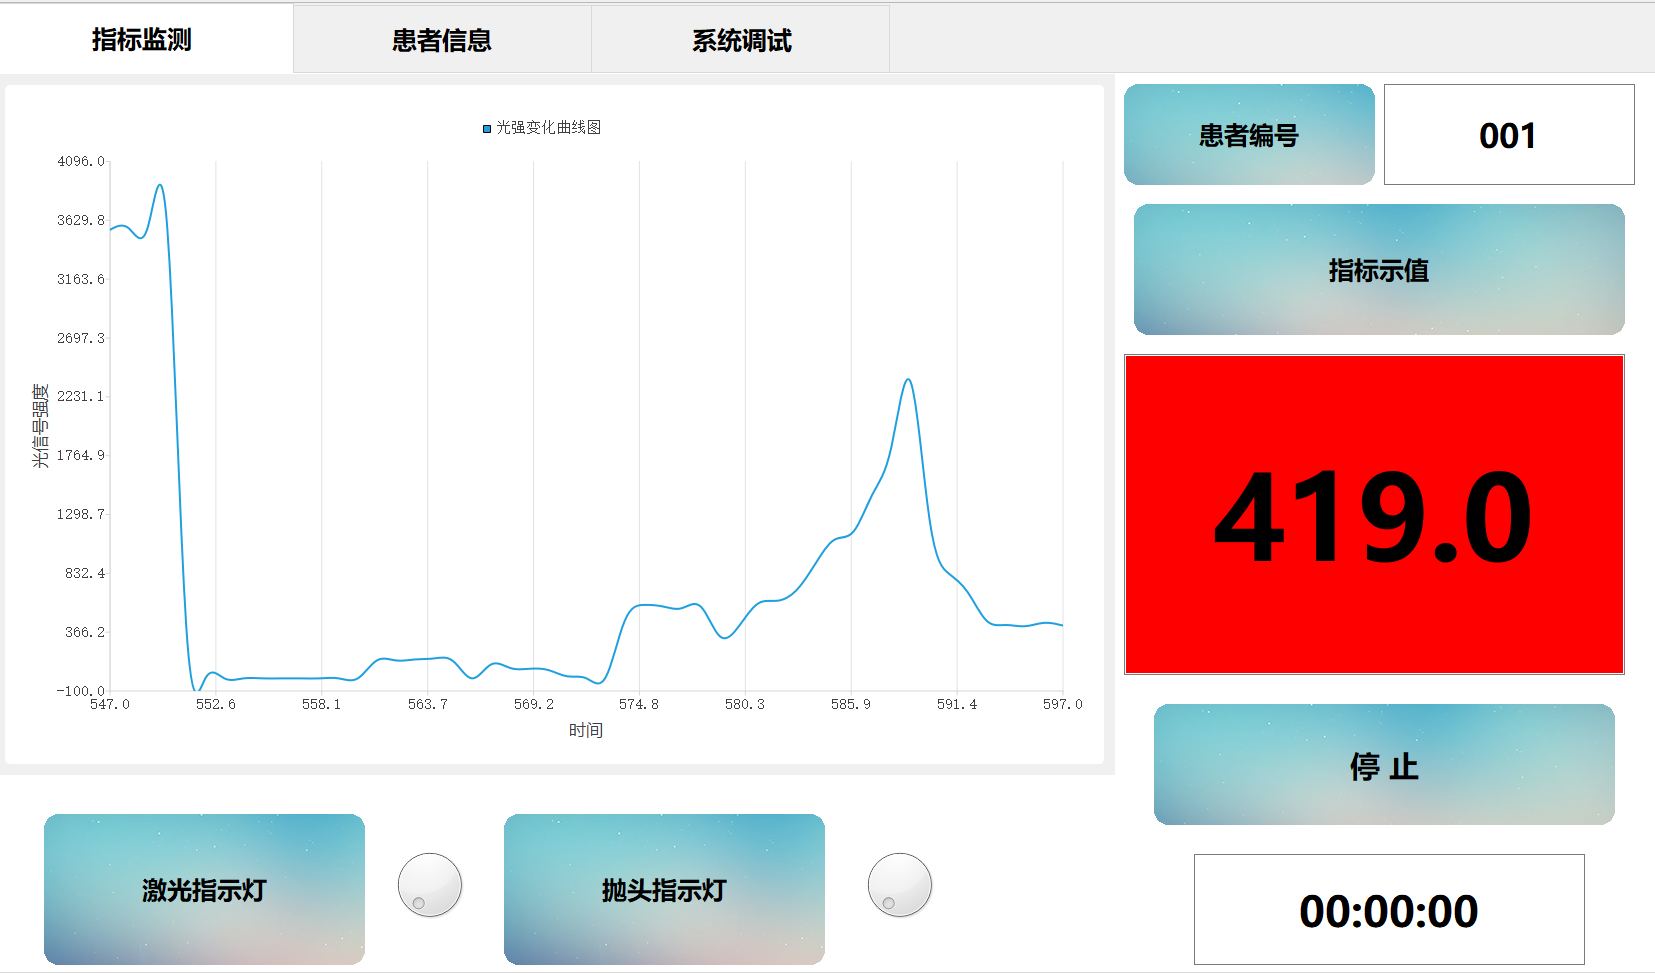 指标监测
患者信息
系统调试
光强变化曲线图
4096.0
3629.8
3163.6
2697.3
2231.1
1764.9
1298.7
832.4
366.2
-100.0
光信号强度
547.0
552.6
558.1
563.7
569.2
574.8
580.3
585.9
591.4
597.0
时间
患者编号
001
指标示值
419.0
停 止
激光指示灯
抛头指示灯
00:00:00